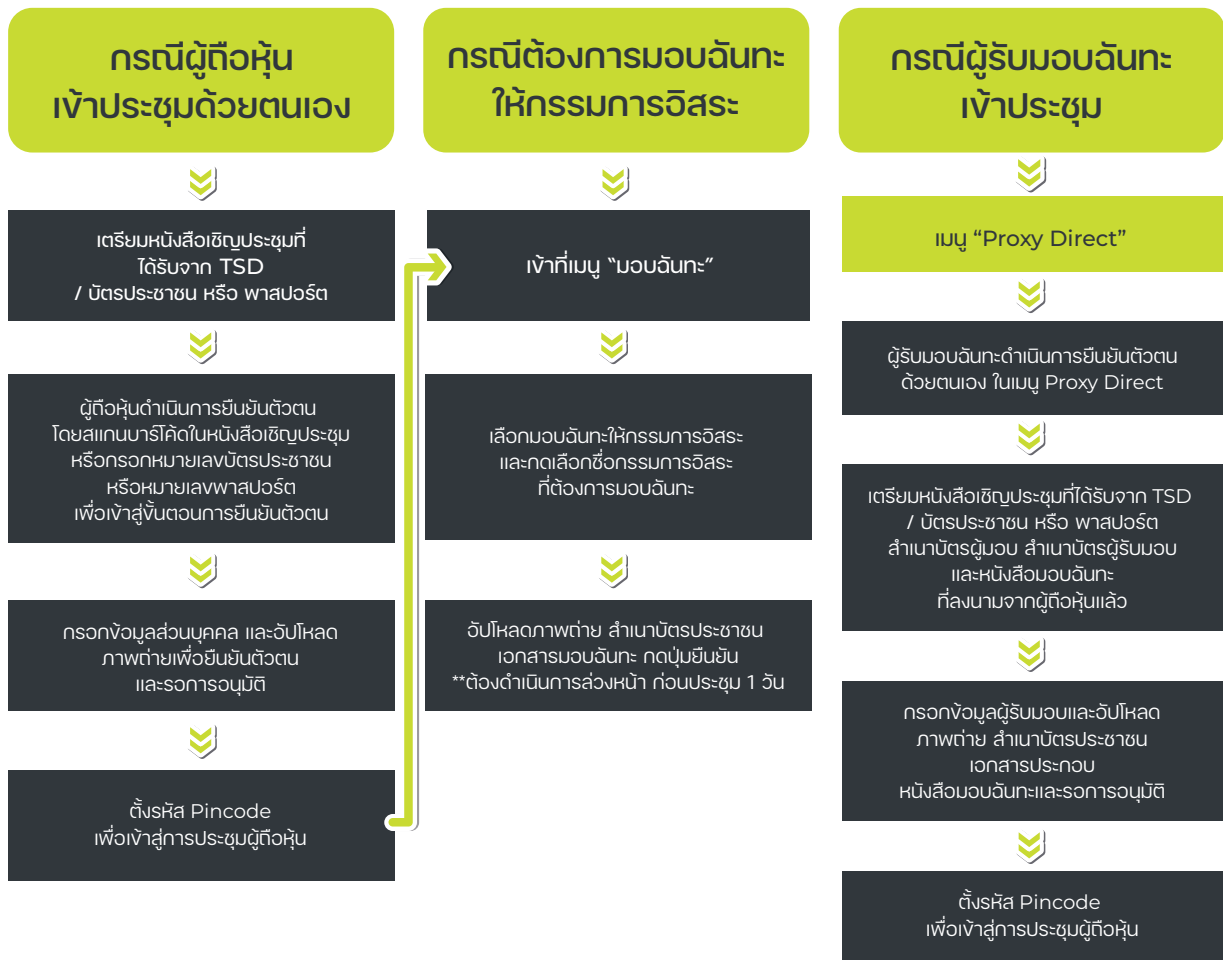 กรณีผู้ถือหุ้น
เข้าประชุมด้วยตนเอง
เตรียมหนังสือเชิญประชุมที่
ได้รับจาก TSD
/ บัตรประชาชน หรือ พาสปอร์ต
ผู้ถือหุ้นดำเนินการยืนยันตัวตน
โดยสแกนบาร์โค้ดในหนังสือเชิญประชุม
หรือกรอกหมายเลขบัตรประชาชน
หรือหมายเลขพาสปอร์ต
เพื่อเข้าสู่ขั้นตอนการยืนยันตัวตน
กรอกข้อมูลส่วนบุคคล และอัปโหลด
ภาพถ่ายเพื่อยืนยันตัวตน
และรอการอนุมัติ
ตั้งรหัส Pincode
เพื่อเข้าสู่การประชุมผู้ถือหุ้น
กรณีต้องการมอบฉันทะ
ให้กรรมการอิสระ
เข้าที่เมนู “มอบฉันทะ”
เลือกมอบฉันทะให้กรรมการอิสระ
และกดเลือกชื่อกรรมการอิสระ
ที่ต้องการมอบฉันทะ
อัปโหลดภาพถ่าย สำเนาบัตรประชาชน
เอกสารมอบฉันทะ กดปุ่มยืนยัน
**ต้องดำเนินการล่วงหน้า ก่อนประชุม 1 วัน
กรณีผู้รับมอบฉันทะ
เข้าประชุม
เมนู “Proxy Direct”
ผู้รับมอบฉันทะดำเนินการยืนยันตัวตน
ด้วยตนเอง ในเมนู Proxy Direct
เตรียมหนังสือเชิญประชุมที่ได้รับจาก TSD
/ บัตรประชาชน หรือ พาสปอร์ต
สำเนาบัตรผู้มอบ สำเนาบัตรผู้รับมอบ
และหนังสือมอบฉันทะ
ที่ลงนามจากผู้ถือหุ้นแล้ว
กรอกข้อมูลผู้รับมอบและอัปโหลด
ภาพถ่าย สำเนาบัตรประชาชน
เอกสารประกอบ
หนังสือมอบฉันทะและรอการอนุมัติ
ตั้งรหัส Pincode
เพื่อเข้าสู่การประชุมผู้ถือหุ้น